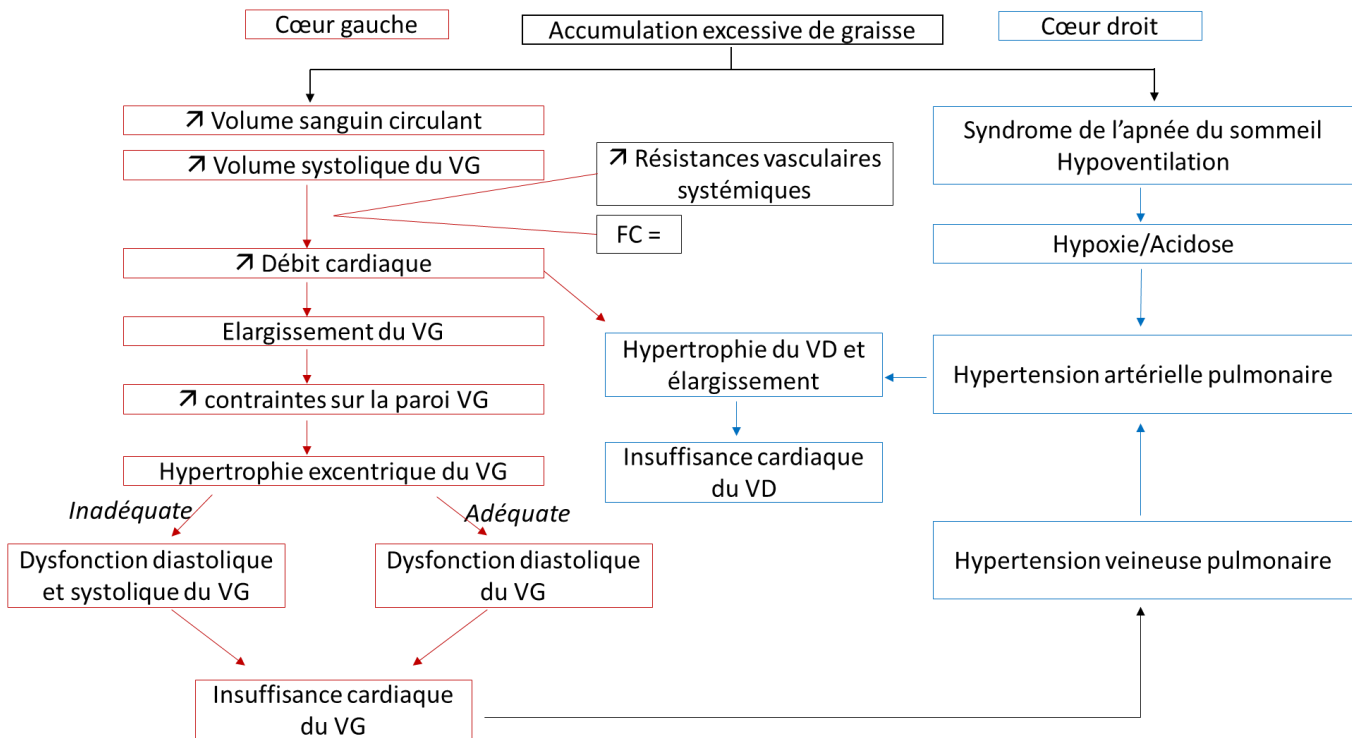 Cœur gauche
Accumulation excessive de graisse
Cœur droit
↗ Volume sanguin circulant
↗ Volume systolique du VG
↗ Résistances vasculaires
systémiques
FC =
↗ Débit cardiaque
Elargissement du VG
↗ contraintes sur la paroi VG
Hypertrophie excentrique du VG
Inadéquate
Adéquate
Dysfonction diastolique
et systolique du VG
Dysfonction diastolique
du VG
Insuffisance cardiaque
du VG
Hypertrophie du VD et
élargissement
Insuffisance cardiaque
du VD
Syndrome de l’apnée du sommeil
Hypoventilation
Hypoxie/Acidose
Hypertension artérielle pulmonaire
Hypertension veineuse pulmonaire